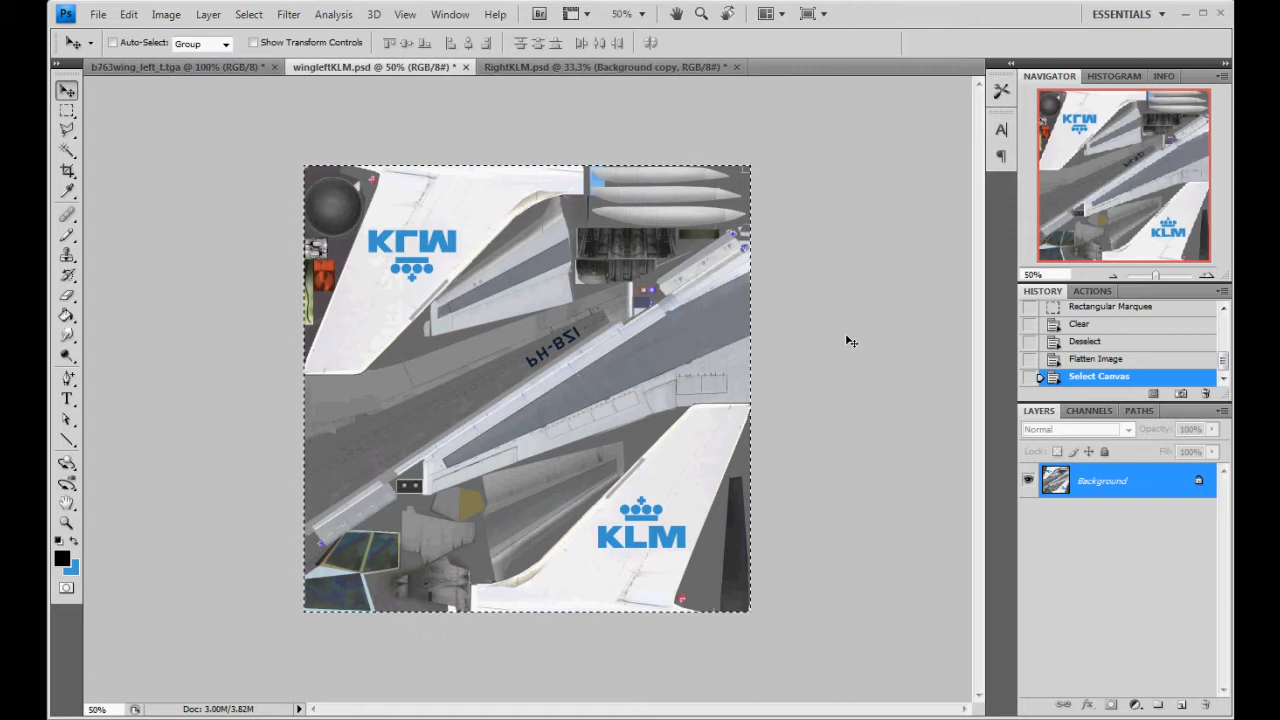 Ps File Edit Image Layer Select Filter Analysis 3D View Window Help Br 50% ESSENTIALS
Auto-Select: Group Show Transform Controls
b763wing_left_t.tga @ 100% (RGB/8) * wingleftKLM.psd @ 50% (RGB/8#) * RightKLM.psd @ 33.3% (Background copy, RGB/8#) *
NAVIGATOR HISTOGRAM INFO
KLM
KLM
KLM
KLM
PH-BZI
50%
HISTORY ACTIONS
Rectangular Marquee
Clear
Deselect
Flatten Image
Select Canvas
LAYERS CHANNELS PATHS
Normal Opacity: 100%
Lock: Fill: 100%
Background
50% Doc: 3.00M/3.82M